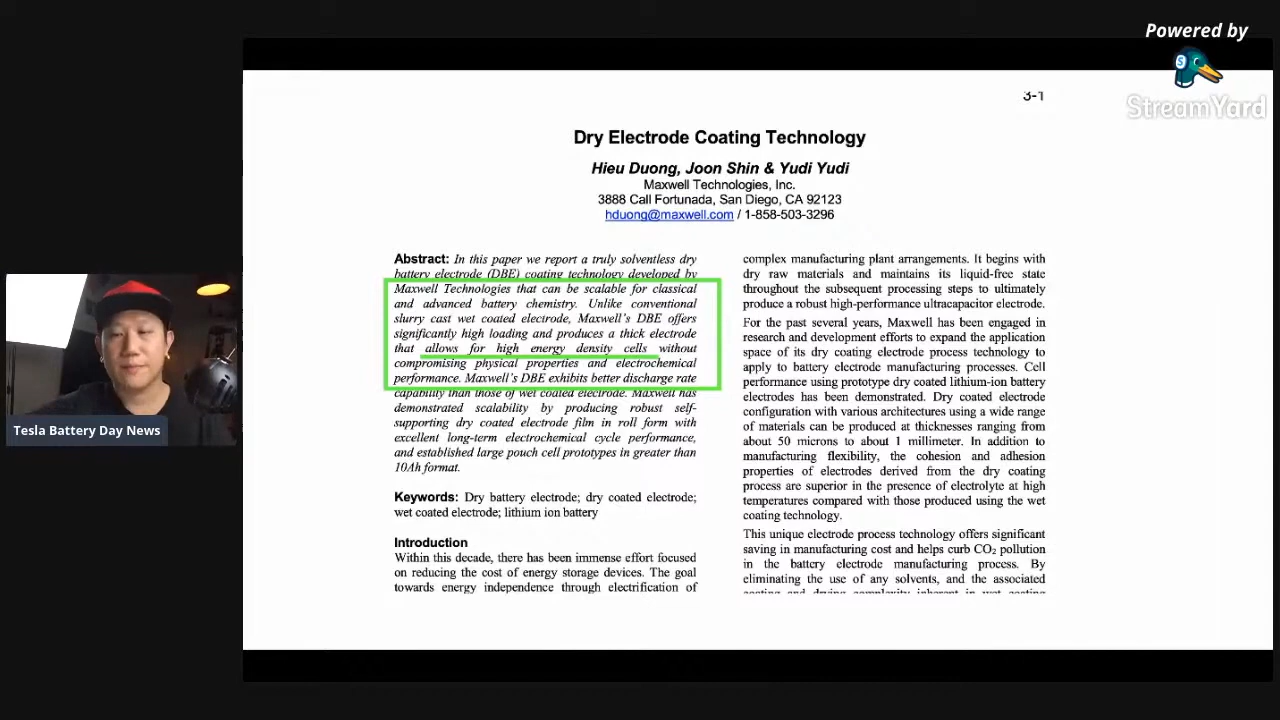 Powered by
StreamYard
3-1
Dry Electrode Coating Technology
Hieu Duong, Joon Shin & Yudi Yudi
Maxwell Technologies, Inc.
3888 Call Fortunada, San Diego, CA 92123
hduong@maxwell.com / 1-858-503-3296
Abstract: In this paper we report a truly solventless dry
battery electrode (DBE) coating technology developed by
Maxwell Technologies that can be scalable for classical
and advanced battery chemistry. Unlike conventional
slurry cast wet coated electrode, Maxwell's DBE offers
significantly high loading and produces a thick electrode
that allows for high energy density cells without
compromising physical properties and electrochemical
performance. Maxwell's DBE exhibits better discharge rate
capability than those of wet coated electrode. Maxwell has
demonstrated scalability by producing robust self-
supporting dry coated electrode film in roll form with
excellent long-term electrochemical cycle performance,
and established large pouch cell prototypes in greater than
10Ah format.
Keywords: Dry battery electrode; dry coated electrode;
wet coated electrode; lithium ion battery
Introduction
Within this decade, there has been immense effort focused
on reducing the cost of energy storage devices. The goal
towards energy independence through electrification of
complex manufacturing plant arrangements. It begins with
dry raw materials and maintains its liquid-free state
throughout the subsequent processing steps to ultimately
produce a robust high-performance ultracapacitor electrode.
For the past several years, Maxwell has been engaged in
research and development efforts to expand the application
space of its dry coating electrode process technology to
apply to battery electrode manufacturing processes. Cell
performance using prototype dry coated lithium-ion battery
electrodes has been demonstrated. Dry coated electrode
configuration with various architectures using a wide range
of materials can be produced at thicknesses ranging from
about 50 microns to about 1 millimeter. In addition to
manufacturing flexibility, the cohesion and adhesion
properties of electrodes derived from the dry coating
process are superior in the presence of electrolyte at high
temperatures compared with those produced using the wet
coating technology.
This unique electrode process technology offers significant
saving in manufacturing cost and helps curb CO₂ pollution
in the battery electrode manufacturing process. By
eliminating the use of any solvents, and the associated
coating and drying complexity inherent in wet coating
Tesla Battery Day News